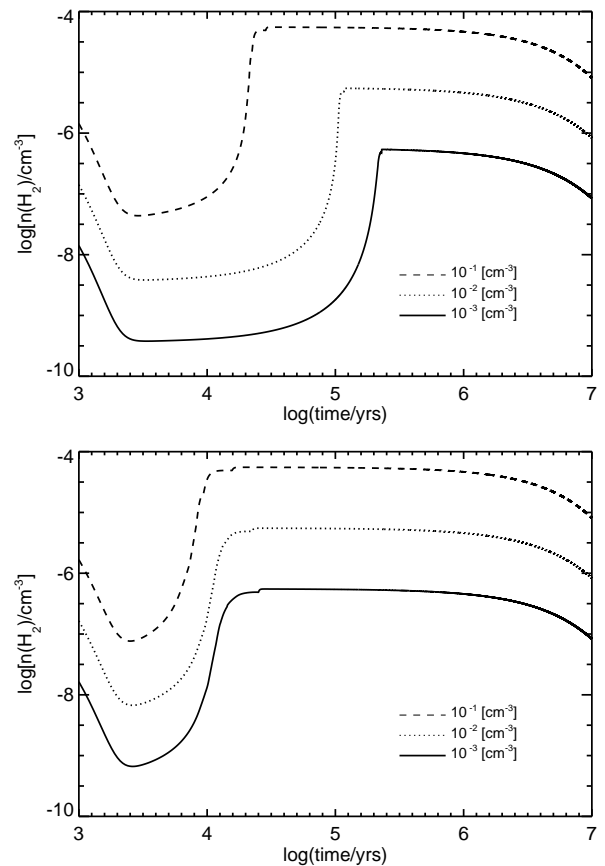 -4
-6
-8
-10
log[n(H₂)/cm⁻³]
10⁻¹ [cm⁻³]
10⁻² [cm⁻³]
10⁻³ [cm⁻³]
3 4 5 6 7
log(time/yrs)
-4
-6
-8
-10
log[n(H₂)/cm⁻³]
10⁻¹ [cm⁻³]
10⁻² [cm⁻³]
10⁻³ [cm⁻³]
3 4 5 6 7
log(time/yrs)